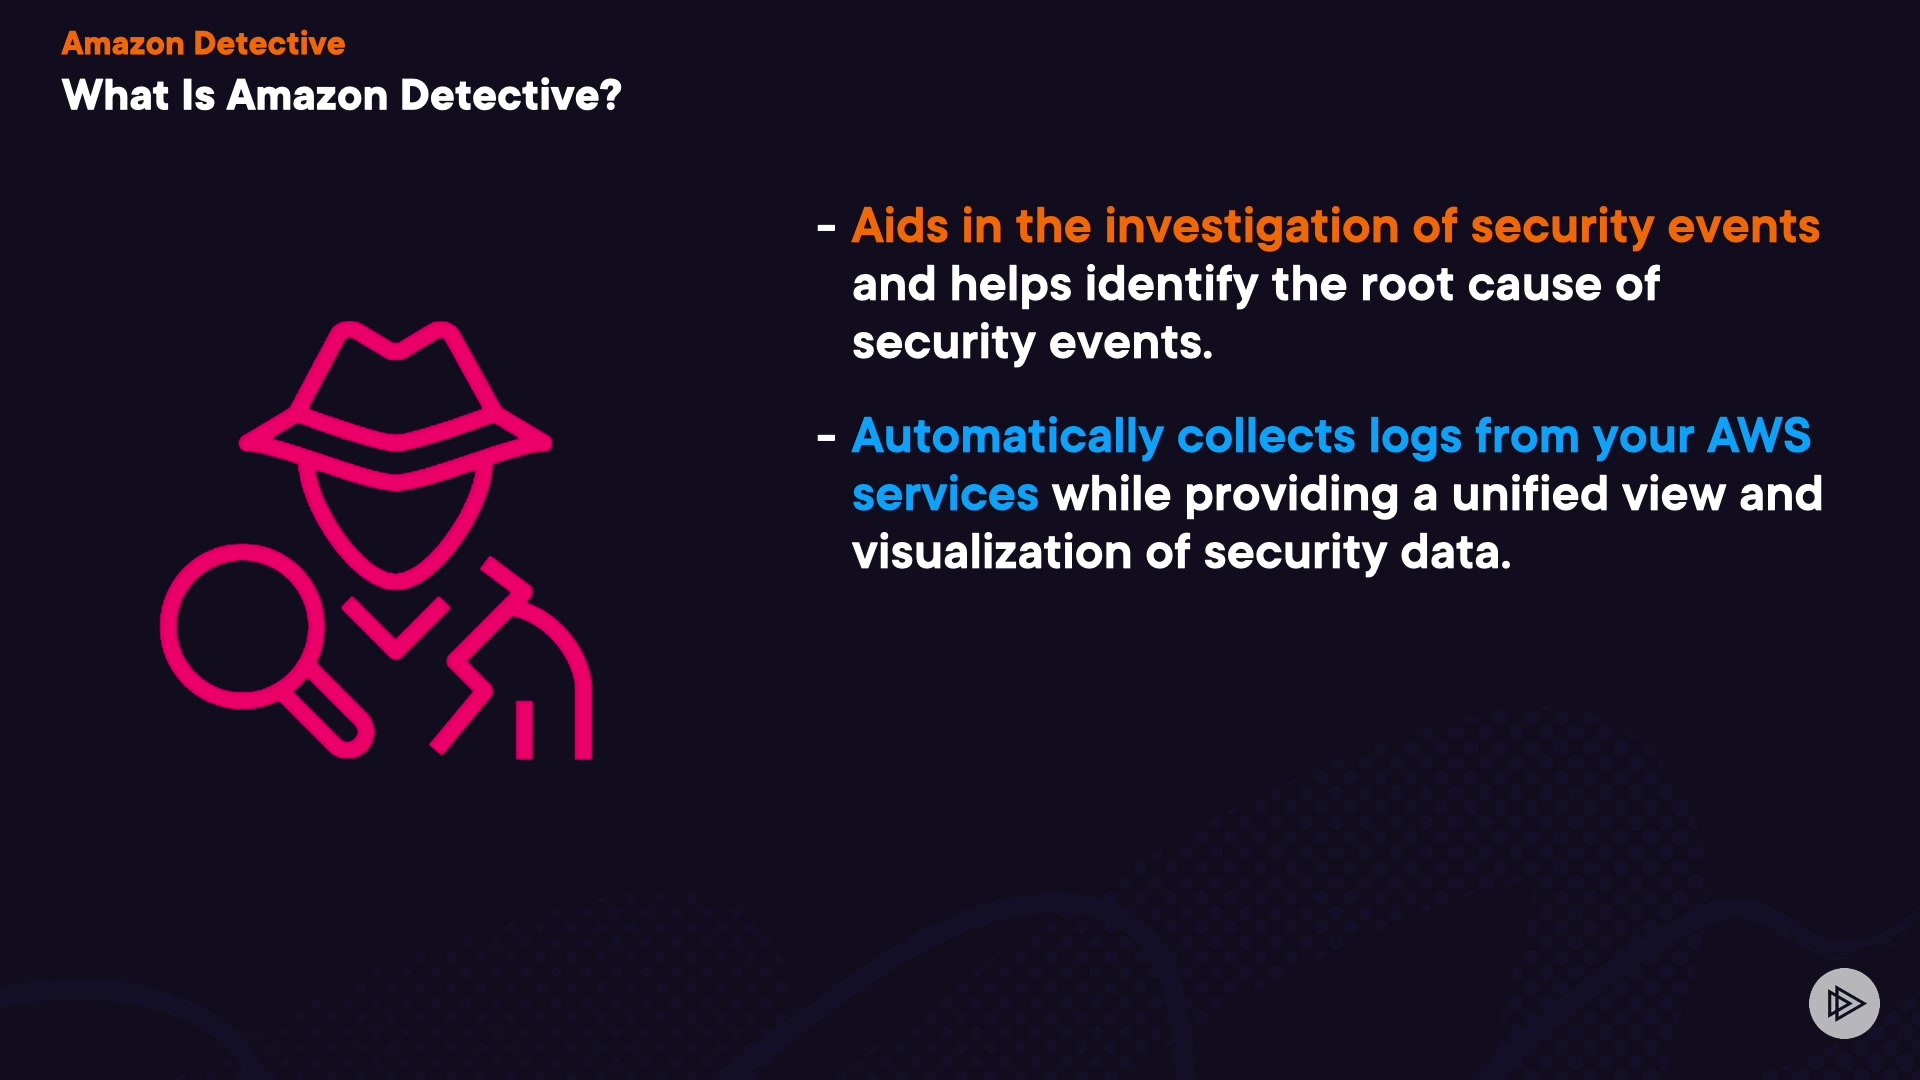 Amazon Detective
What Is Amazon Detective?
- Aids in the investigation of security events
and helps identify the root cause of
security events.
- Automatically collects logs from your AWS
services while providing a unified view and
visualization of security data.